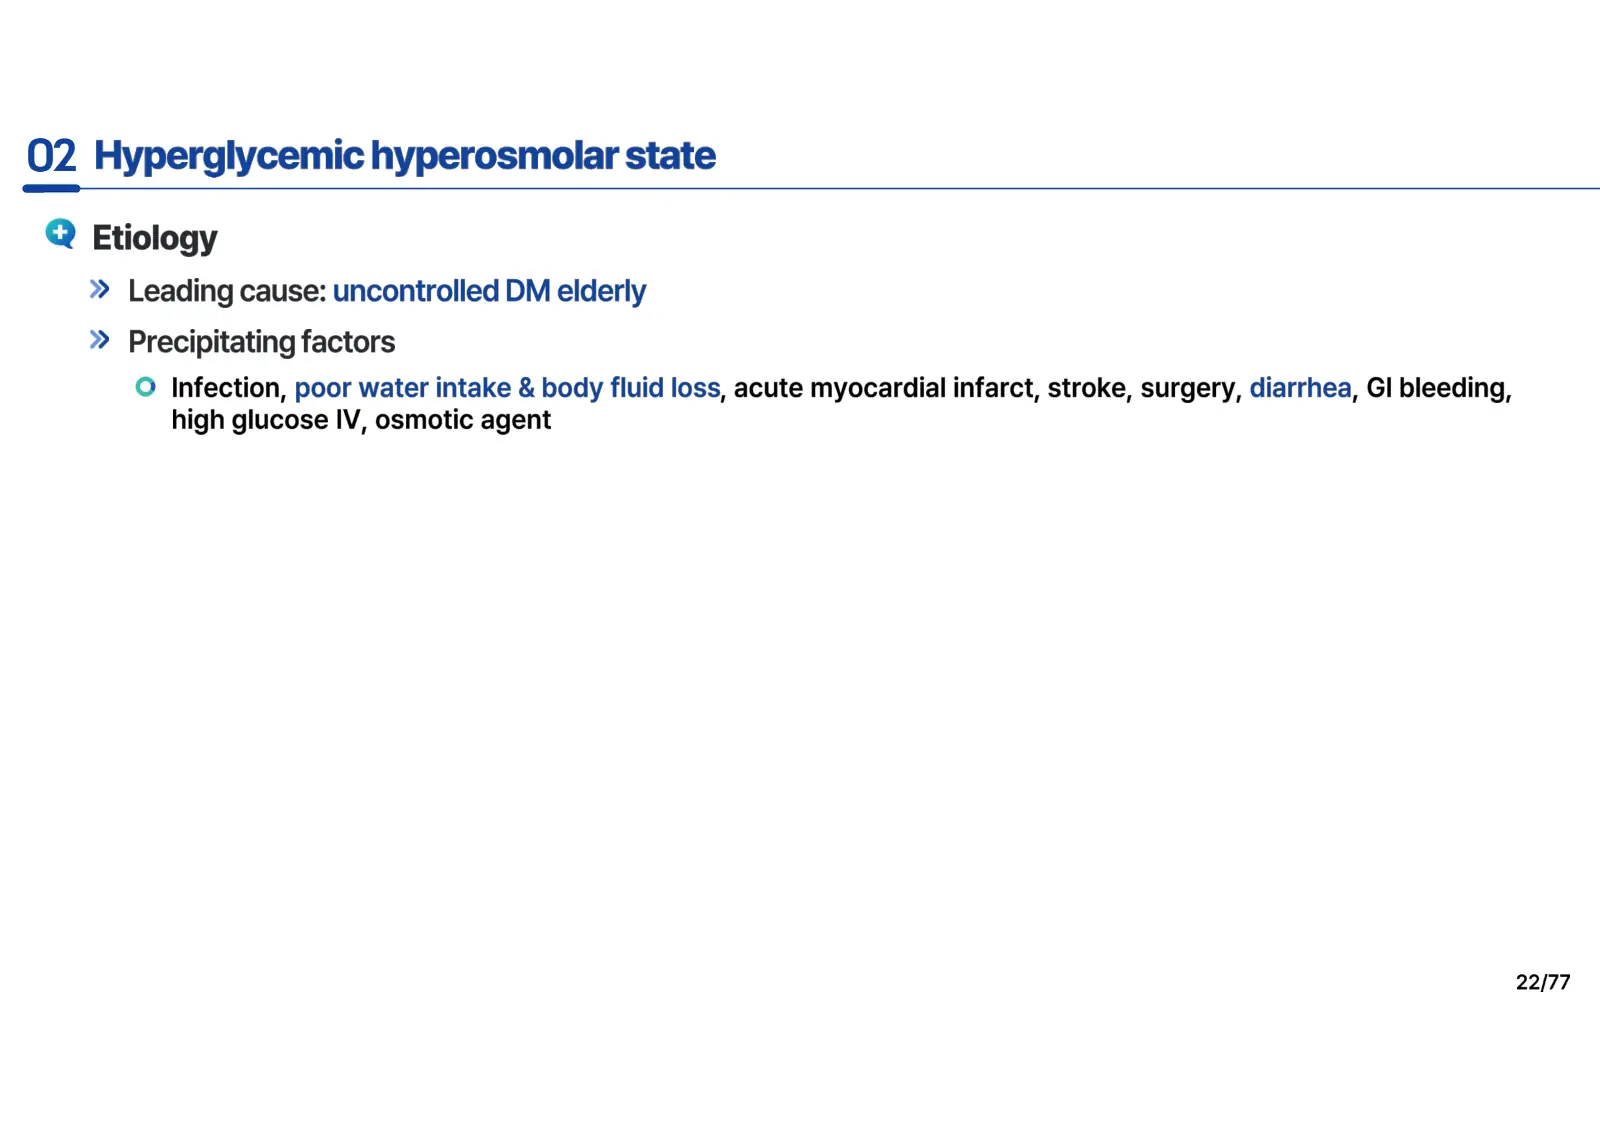 02 Hyperglycemic hyperosmolar state
Etiology
Leading cause: uncontrolled DM elderly
Precipitating factors
Infection, poor water intake & body fluid loss, acute myocardial infarct, stroke, surgery, diarrhea, GI bleeding,
high glucose IV, osmotic agent
22/77